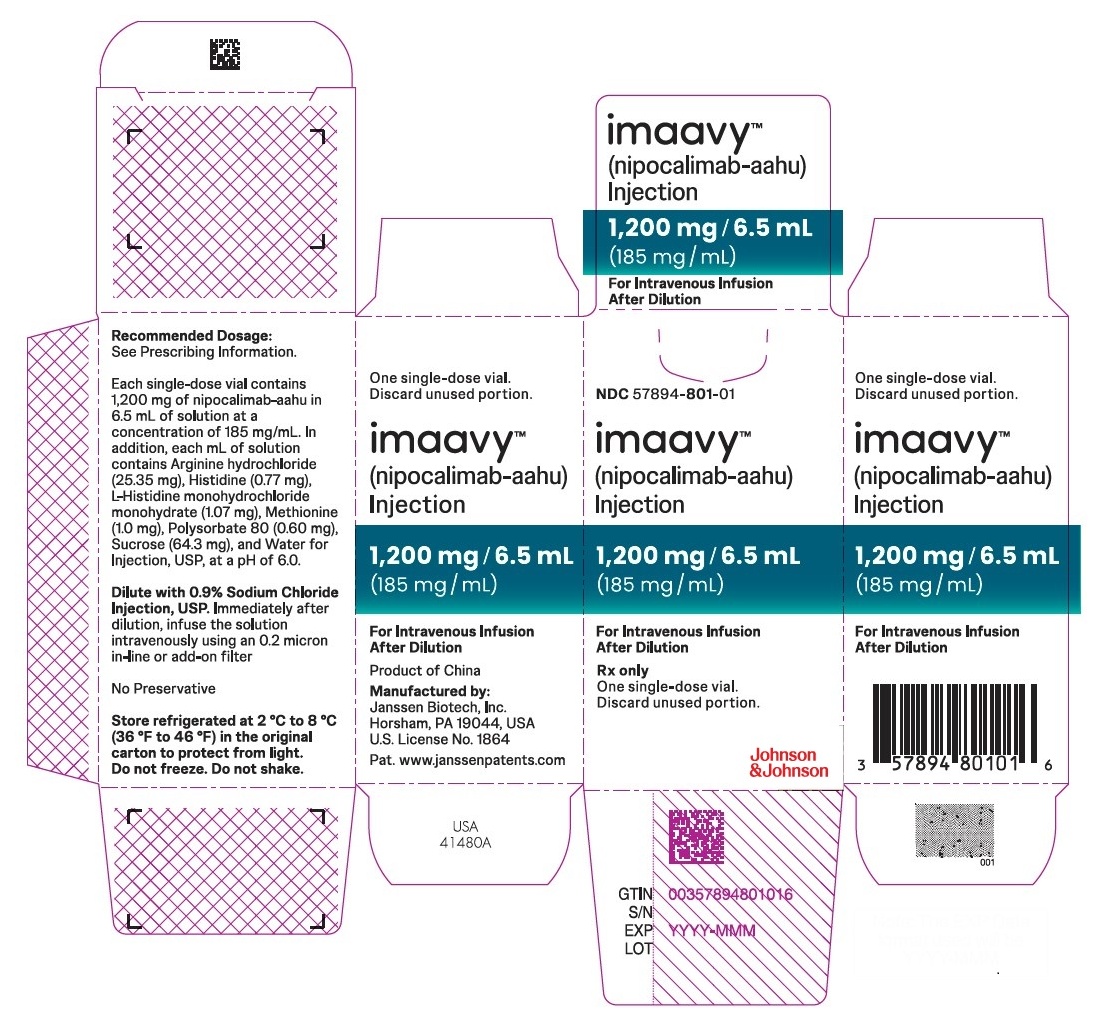 imaavy™
(nipocalimab-aahu)
Injection
1,200 mg / 6.5 mL
(185 mg / mL)
For Intravenous Infusion
After Dilution
Recommended Dosage:
See Prescribing Information.
Each single-dose vial contains
1,200 mg of nipocalimab-aahu in
6.5 mL of solution at a
concentration of 185 mg/mL. In
addition, each mL of solution
contains Arginine hydrochloride
(25.35 mg), Histidine (0.77 mg),
L-Histidine monohydrochloride
monohydrate (1.07 mg), Methionine
(1.0 mg), Polysorbate 80 (0.60 mg),
Sucrose (64.3 mg), and Water for
Injection, USP, at a pH of 6.0.
Dilute with 0.9% Sodium Chloride
Injection, USP. Immediately after
dilution, infuse the solution
intravenously using an 0.2 micron
in-line or add-on filter
No Preservative
Store refrigerated at 2 °C to 8 °C
(36 °F to 46 °F) in the original
carton to protect from light.
Do not freeze. Do not shake.
One single-dose vial.
Discard unused portion.
imaavy™
(nipocalimab-aahu)
Injection
1,200 mg / 6.5 mL
(185 mg / mL)
For Intravenous Infusion
After Dilution
Product of China
Manufactured by:
Janssen Biotech, Inc.
Horsham, PA 19044, USA
U.S. License No. 1864
Pat. www.janssenpatents.com
USA
41480A
NDC 57894-801-01
imaavy™
(nipocalimab-aahu)
Injection
1,200 mg / 6.5 mL
(185 mg / mL)
For Intravenous Infusion
After Dilution
Rx only
One single-dose vial.
Discard unused portion.
Johnson
&Johnson
GTIN 00357894801016
S/N
EXP YYYY-MMM
LOT
One single-dose vial.
Discard unused portion.
imaavy™
(nipocalimab-aahu)
Injection
1,200 mg / 6.5 mL
(185 mg / mL)
For Intravenous Infusion
After Dilution
3 57894 80101 6
001